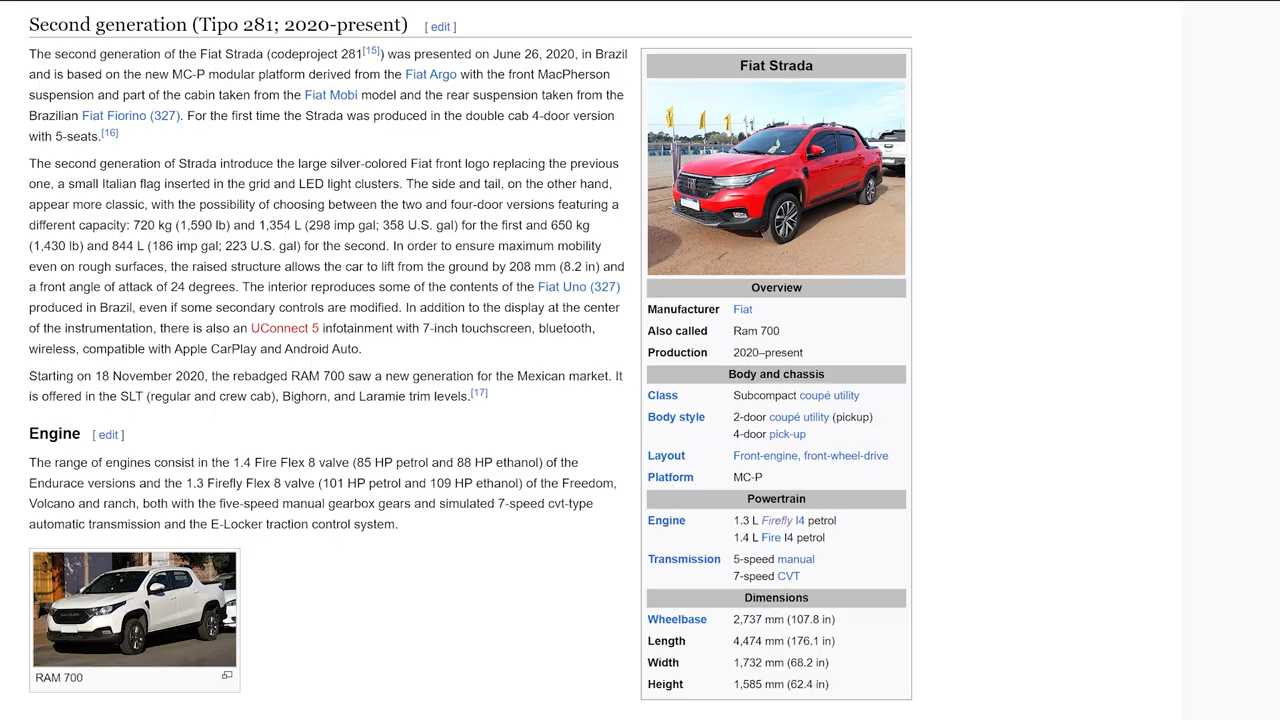 Second generation (Tipo 281; 2020-present) [ edit ]
The second generation of the Fiat Strada (codeproject 281[15]) was presented on June 26, 2020, in Brazil
and is based on the new MC-P modular platform derived from the Fiat Argo with the front MacPherson
suspension and part of the cabin taken from the Fiat Mobi model and the rear suspension taken from the
Brazilian Fiat Fiorino (327). For the first time the Strada was produced in the double cab 4-door version
with 5-seats.[16]
The second generation of Strada introduce the large silver-colored Fiat front logo replacing the previous
one, a small Italian flag inserted in the grid and LED light clusters. The side and tail, on the other hand,
appear more classic, with the possibility of choosing between the two and four-door versions featuring a
different capacity: 720 kg (1,590 lb) and 1,354 L (298 imp gal; 358 U.S. gal) for the first and 650 kg
(1,430 lb) and 844 L (186 imp gal; 223 U.S. gal) for the second. In order to ensure maximum mobility
even on rough surfaces, the raised structure allows the car to lift from the ground by 208 mm (8.2 in) and
a front angle of attack of 24 degrees. The interior reproduces some of the contents of the Fiat Uno (327)
produced in Brazil, even if some secondary controls are modified. In addition to the display at the center
of the instrumentation, there is also an UConnect 5 infotainment with 7-inch touchscreen, bluetooth,
wireless, compatible with Apple CarPlay and Android Auto.
Starting on 18 November 2020, the rebadged RAM 700 saw a new generation for the Mexican market. It
is offered in the SLT (regular and crew cab), Bighorn, and Laramie trim levels.[17]
Engine [ edit ]
The range of engines consist in the 1.4 Fire Flex 8 valve (85 HP petrol and 88 HP ethanol) of the
Endurace versions and the 1.3 Firefly Flex 8 valve (101 HP petrol and 109 HP ethanol) of the Freedom,
Volcano and ranch, both with the five-speed manual gearbox gears and simulated 7-speed cvt-type
automatic transmission and the E-Locker traction control system.
RAM 700
Fiat Strada
Overview
Manufacturer Fiat
Also called Ram 700
Production 2020–present
Body and chassis
Class Subcompact coupé utility
Body style 2-door coupé utility (pickup)
4-door pick-up
Layout Front-engine, front-wheel-drive
Platform MC-P
Powertrain
Engine 1.3 L Firefly I4 petrol
1.4 L Fire I4 petrol
Transmission 5-speed manual
7-speed CVT
Dimensions
Wheelbase 2,737 mm (107.8 in)
Length 4,474 mm (176.1 in)
Width 1,732 mm (68.2 in)
Height 1,585 mm (62.4 in)